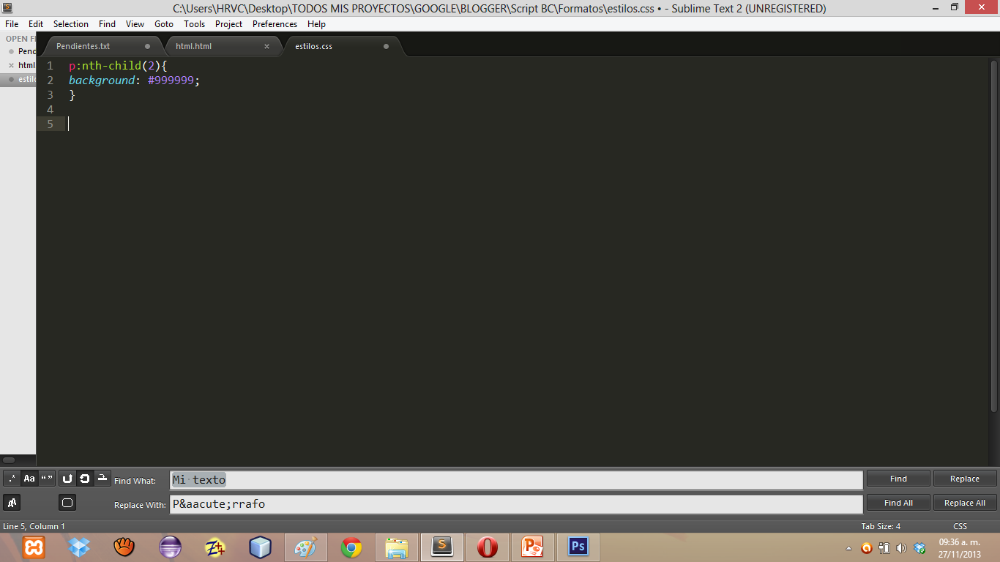 C:\Users\HRVC\Desktop\TODOS MIS PROYECTOS\GOOGLE\BLOGGER\Script BC\Formatos\estilos.css • - Sublime Text 2 (UNREGISTERED)
File Edit Selection Find View Goto Tools Project Preferences Help
OPEN FI
Pend
html
estilo
Pendientes.txt html.html estilos.css
1 p:nth-child(2){
2 background: #999999;
3 }
4
5
.* Aa “” Find What: Mi texto Find Replace
Replace With: P&aacute;rrafo Find All Replace All
Line 5, Column 1 Tab Size: 4 CSS
09:36 a. m.
27/11/2013